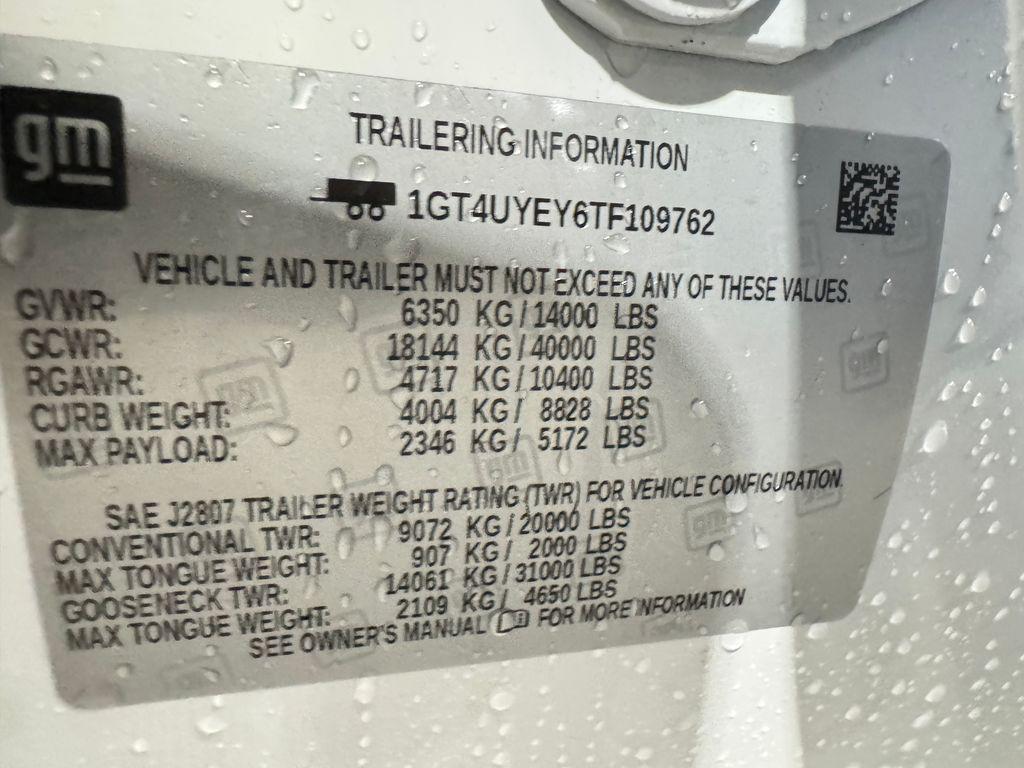 gm
TRAILERING INFORMATION
1GT4UYEY6TF109762
VEHICLE AND TRAILER MUST NOT EXCEED ANY OF THESE VALUES.
GVWR: 6350 KG / 14000 LBS
GCWR: 18144 KG / 40000 LBS
RGAWR: 4717 KG / 10400 LBS
CURB WEIGHT: 4004 KG / 8828 LBS
MAX PAYLOAD: 2346 KG / 5172 LBS
SAE J2807 TRAILER WEIGHT RATING (TWR) FOR VEHICLE CONFIGURATION.
CONVENTIONAL TWR: 9072 KG / 20000 LBS
MAX TONGUE WEIGHT: 907 KG / 2000 LBS
GOOSENECK TWR: 14061 KG / 31000 LBS
MAX TONGUE WEIGHT: 2109 KG / 4650 LBS
SEE OWNER'S MANUAL FOR MORE INFORMATION